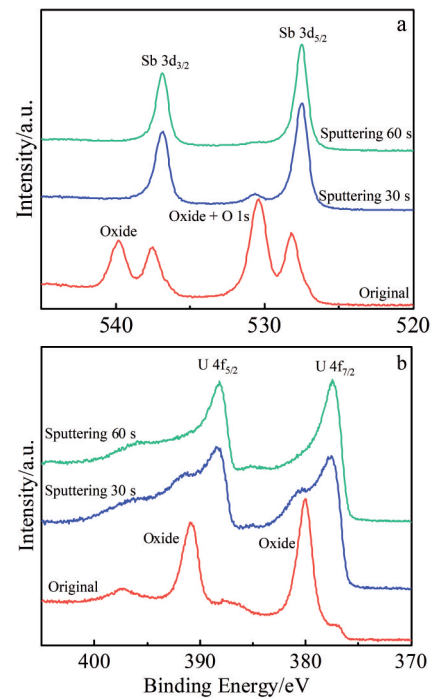 a
Sb 3d3/2
Sb 3d5/2
Sputtering 60 s
Sputtering 30 s
Oxide
Oxide + O 1s
Original
Intensity/a.u.
540
530
520
b
U 4f5/2
U 4f7/2
Sputtering 60 s
Sputtering 30 s
Oxide
Oxide
Original
Intensity/a.u.
400
390
380
370
Binding Energy/eV